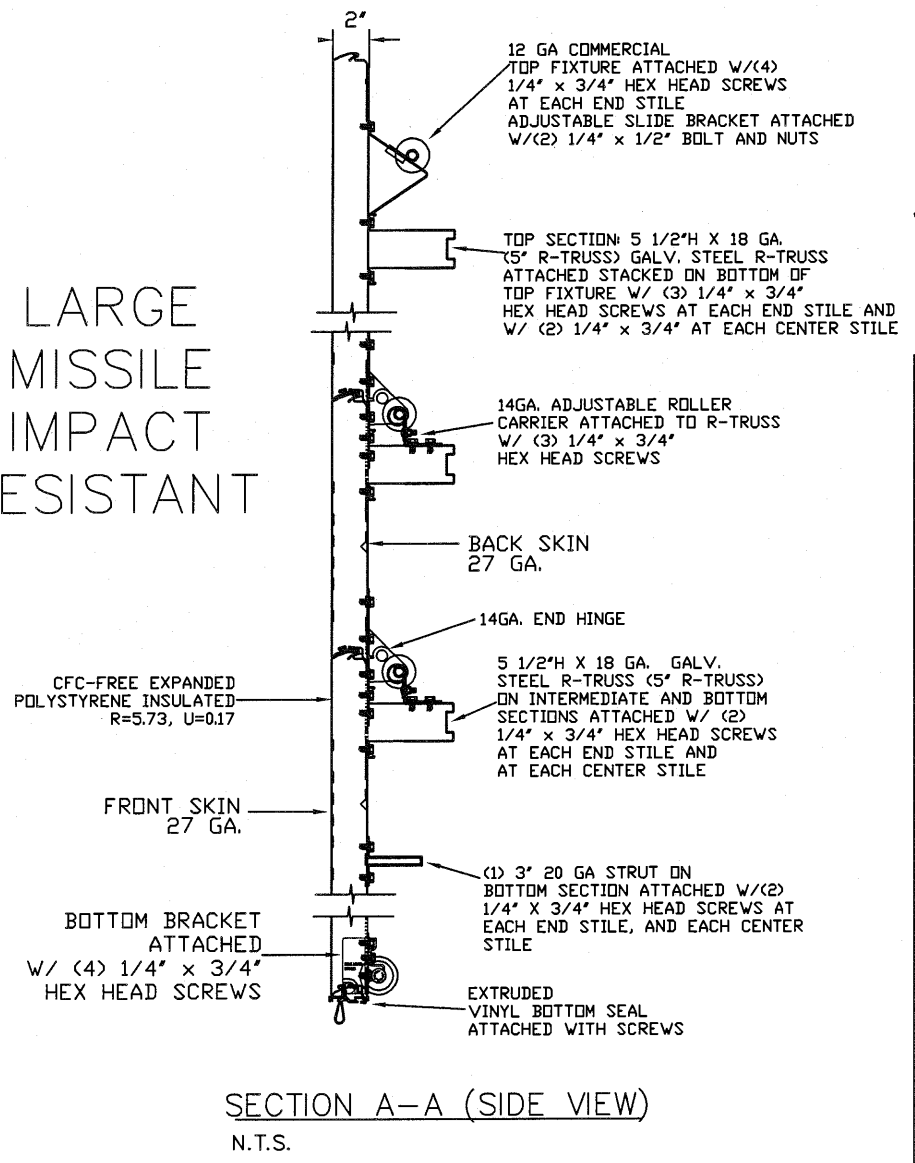 2"
12 GA COMMERCIAL
TOP FIXTURE ATTACHED W/(4)
1/4" x 3/4" HEX HEAD SCREWS
AT EACH END STILE
ADJUSTABLE SLIDE BRACKET ATTACHED
W/(2) 1/4" x 1/2" BOLT AND NUTS
TOP SECTION: 5 1/2"H X 18 GA.
(5" R-TRUSS) GALV. STEEL R-TRUSS
ATTACHED STACKED ON BOTTOM OF
TOP FIXTURE W/ (3) 1/4" x 3/4"
HEX HEAD SCREWS AT EACH END STILE AND
W/ (2) 1/4" x 3/4" AT EACH CENTER STILE
LARGE
MISSILE
IMPACT
ESISTANT
14GA. ADJUSTABLE ROLLER
CARRIER ATTACHED TO R-TRUSS
W/ (3) 1/4" x 3/4"
HEX HEAD SCREWS
BACK SKIN
27 GA.
14GA. END HINGE
CFC-FREE EXPANDED
POLYSTYRENE INSULATED
R=5.73, U=0.17
5 1/2"H X 18 GA. GALV.
STEEL R-TRUSS (5" R-TRUSS)
ON INTERMEDIATE AND BOTTOM
SECTIONS ATTACHED W/ (2)
1/4" x 3/4" HEX HEAD SCREWS
AT EACH END STILE AND
AT EACH CENTER STILE
FRONT SKIN
27 GA.
(1) 3" 20 GA STRUT ON
BOTTOM SECTION ATTACHED W/(2)
1/4" X 3/4" HEX HEAD SCREWS AT
EACH END STILE, AND EACH CENTER
STILE
BOTTOM BRACKET
ATTACHED
W/ (4) 1/4" x 3/4"
HEX HEAD SCREWS
EXTRUDED
VINYL BOTTOM SEAL
ATTACHED WITH SCREWS
SECTION A-A (SIDE VIEW)
N.T.S.